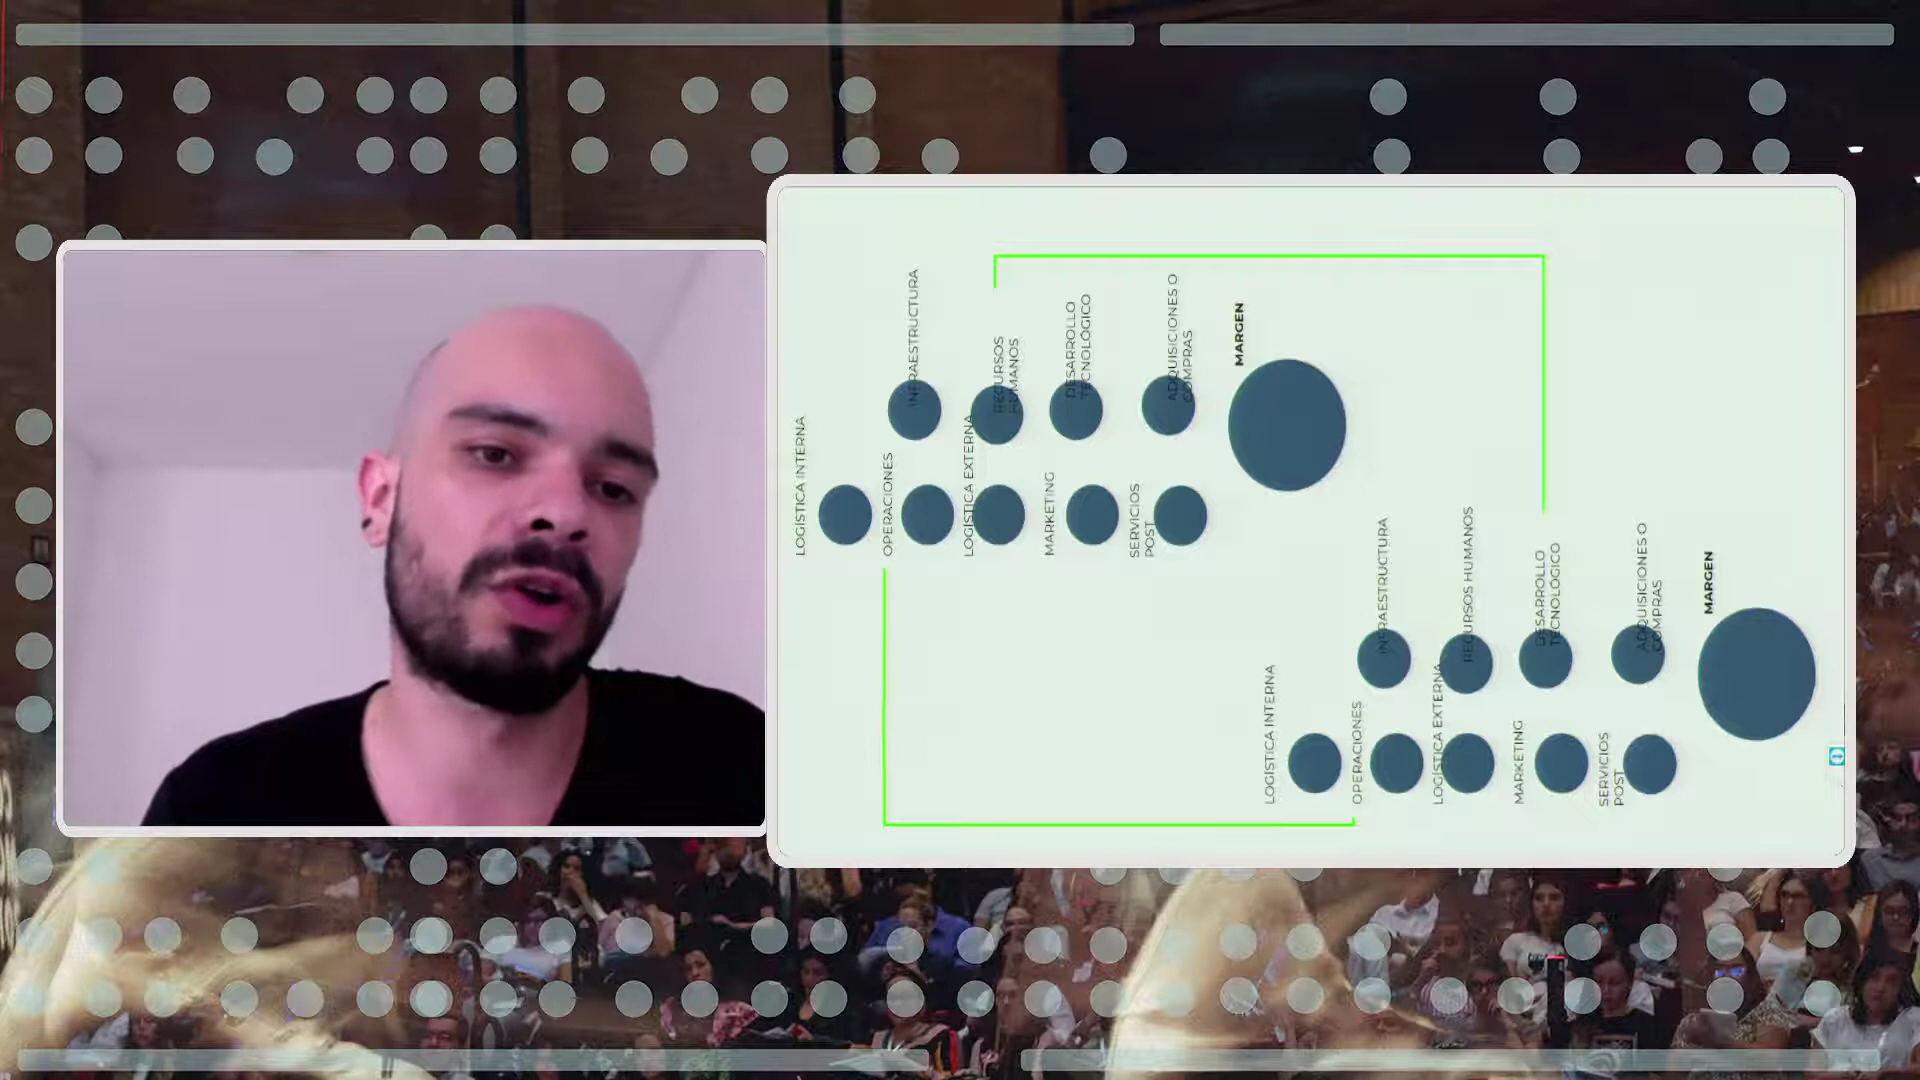 INFRAESTRUCTURA
RECURSOS
HUMANOS
DESARROLLO
TECNOLÓGICO
ADQUISICIONES O
COMPRAS
MARGEN
LOGÍSTICA INTERNA
OPERACIONES
LOGÍSTICA EXTERNA
MARKETING
SERVICIOS
POST
INFRAESTRUCTURA
RECURSOS HUMANOS
DESARROLLO
TECNOLÓGICO
ADQUISICIONES O
COMPRAS
MARGEN
LOGÍSTICA INTERNA
OPERACIONES
LOGÍSTICA EXTERNA
MARKETING
SERVICIOS
POST